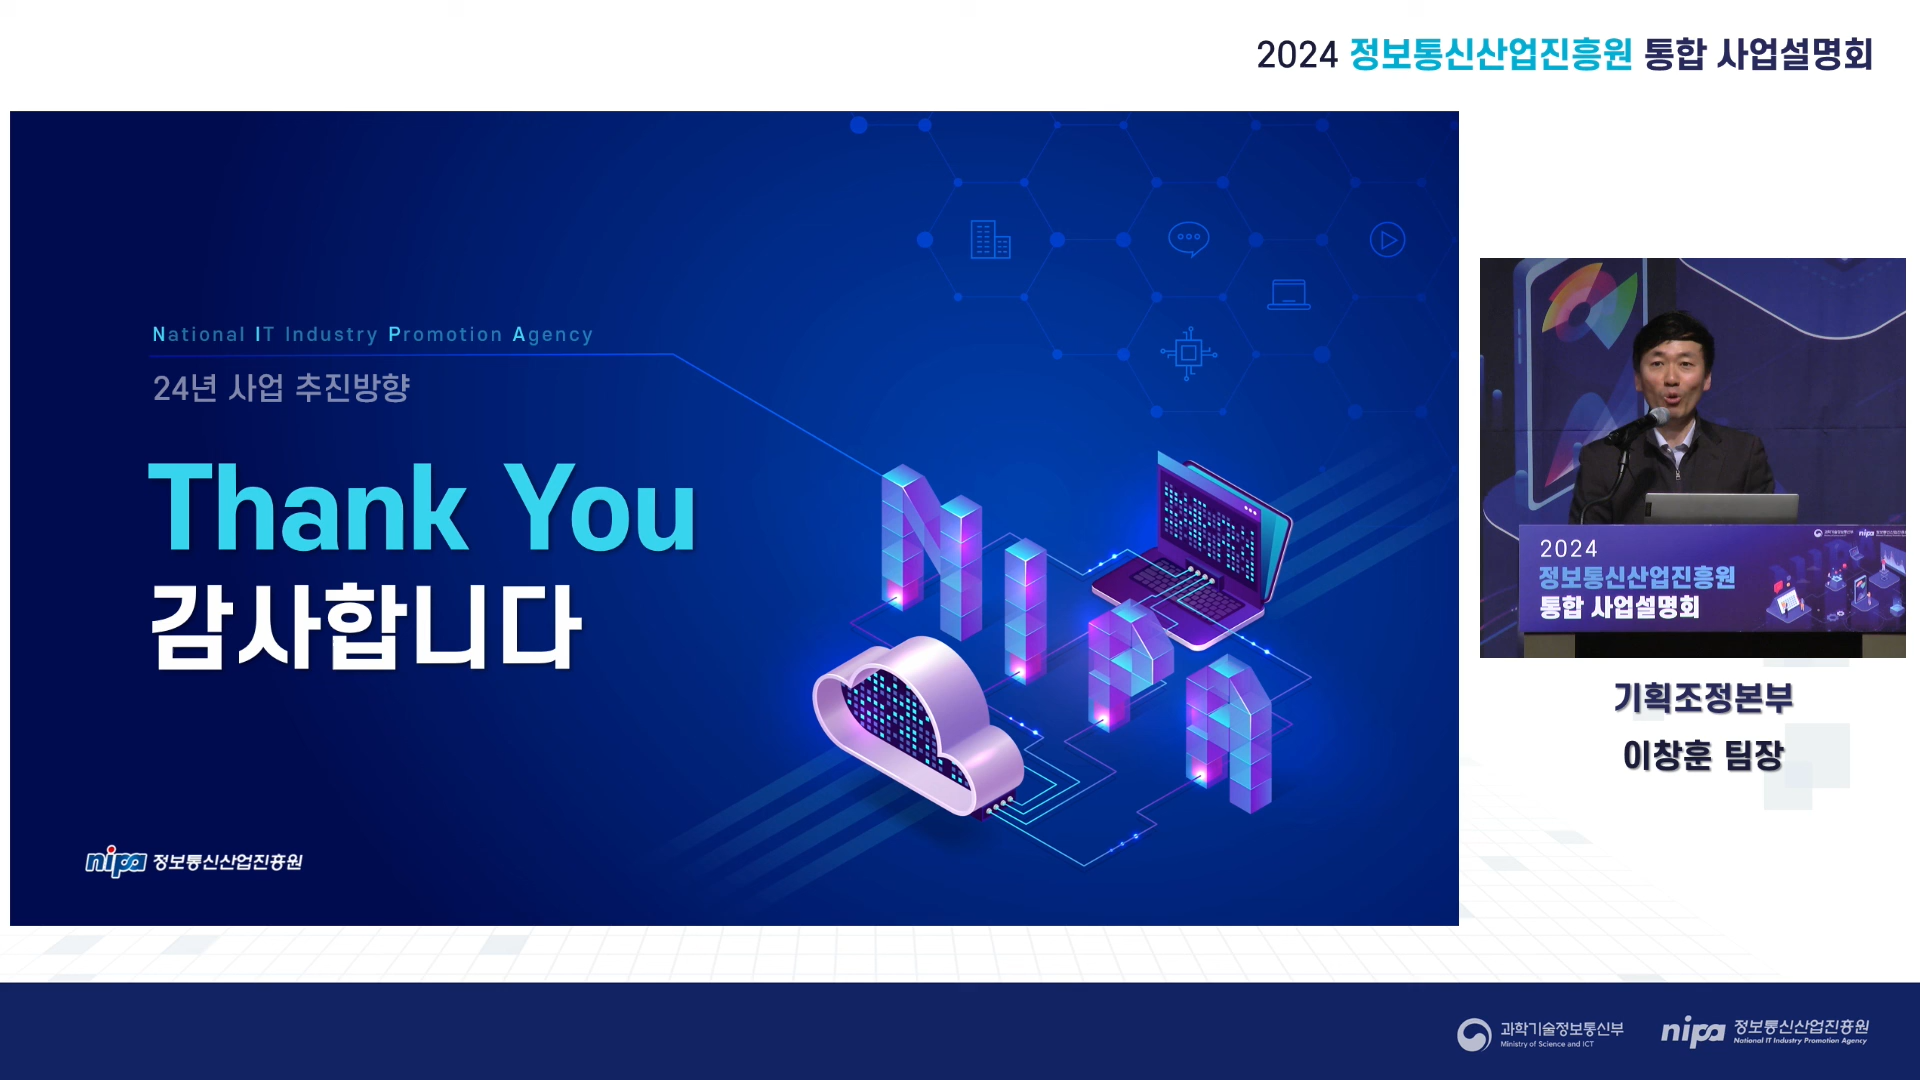 2024 정보통신산업진흥원 통합 사업설명회
National IT Industry Promotion Agency
24년 사업 추진방향
Thank You
감사합니다
NIPA
nipa 정보통신산업진흥원
2024
정보통신산업진흥원
통합 사업설명회
기획조정본부
이창훈 팀장
과학기술정보통신부
Ministry of Science and ICT
nipa 정보통신산업진흥원
National IT Industry Promotion Agency